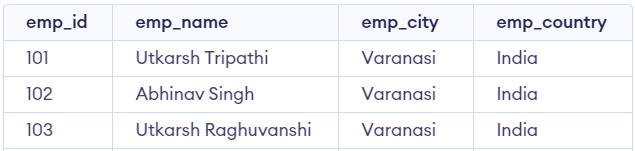 emp_id emp_name emp_city emp_country
101 Utkarsh Tripathi Varanasi India
102 Abhinav Singh Varanasi India
103 Utkarsh Raghuvanshi Varanasi India